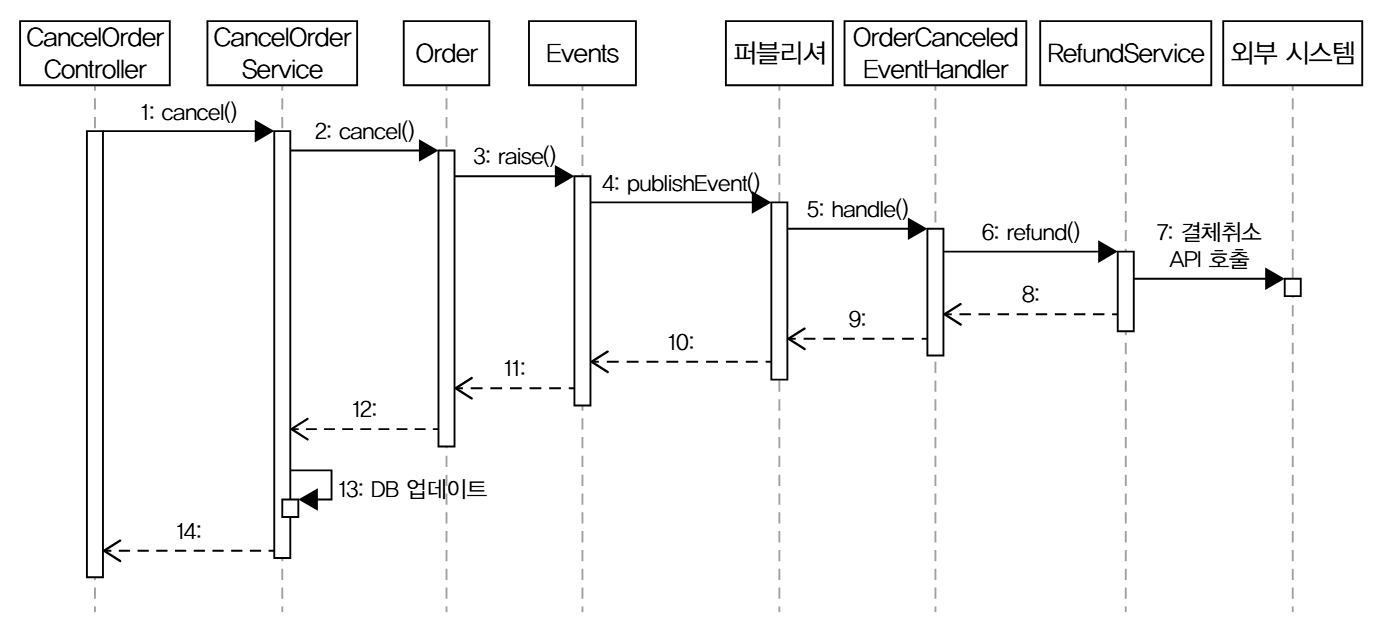 CancelOrder
Controller
CancelOrder
Service
Order
Events
퍼블리셔
OrderCanceled
EventHandler
RefundService
외부 시스템
1: cancel()
2: cancel()
3: raise()
4: publishEvent()
5: handle()
6: refund()
7: 결체취소
API 호출
8:
9:
10:
11:
12:
13: DB 업데이트
14: